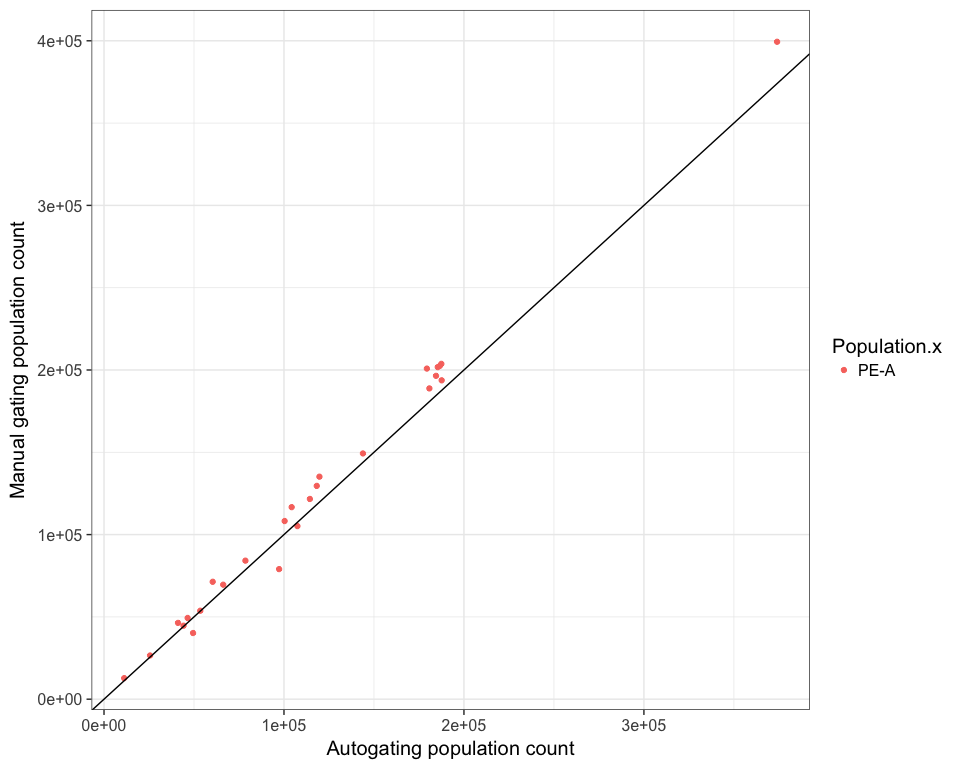 4e+05
3e+05
2e+05
1e+05
0e+00
Manual gating population count
0e+00 1e+05 2e+05 3e+05
Autogating population count
Population.x
PE-A